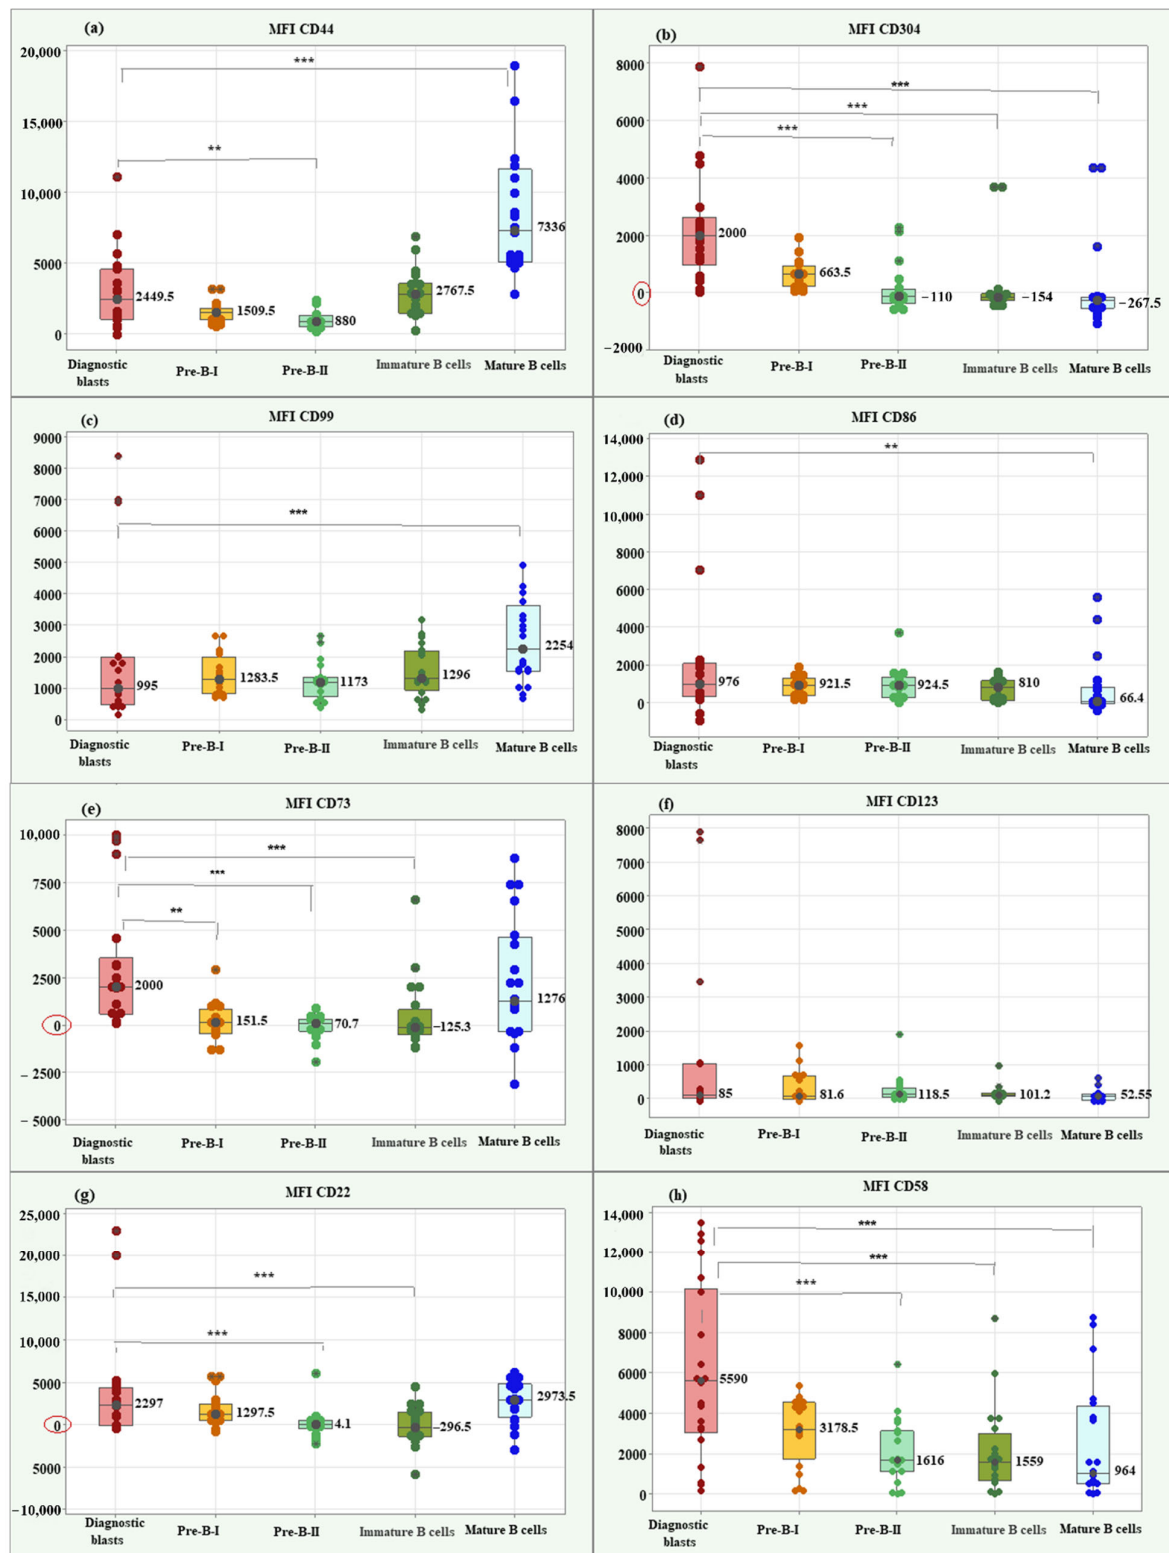 (a)
MFI CD44
20,000
15,000
10,000
5000
0
***
**
2449.5
1509.5
880
2767.5
7336
Diagnostic
blasts
Pre-B-I
Pre-B-II
Immature B cells
Mature B cells
(b)
MFI CD304
8000
6000
4000
2000
0
−2000
***
***
***
2000
663.5
−110
−154
−267.5
Diagnostic
blasts
Pre-B-I
Pre-B-II
Immature B cells
Mature B cells
(c)
MFI CD99
9000
8000
7000
6000
5000
4000
3000
2000
1000
0
***
995
1283.5
1173
1296
2254
Diagnostic
blasts
Pre-B-I
Pre-B-II
Immature B cells
Mature B cells
(d)
MFI CD86
14,000
12,000
10,000
8000
6000
4000
2000
0
**
976
921.5
924.5
810
66.4
Diagnostic
blasts
Pre-B-I
Pre-B-II
Immature B cells
Mature B cells
(e)
MFI CD73
10,000
7500
5000
2500
0
−2500
−5000
***
***
**
2000
151.5
70.7
−125.3
1276
Diagnostic
blasts
Pre-B-I
Pre-B-II
Immature B cells
Mature B cells
(f)
MFI CD123
8000
7000
6000
5000
4000
3000
2000
1000
0
85
81.6
118.5
101.2
52.55
Diagnostic
blasts
Pre-B-I
Pre-B-II
Immature B cells
Mature B cells
(g)
MFI CD22
25,000
20,000
15,000
10,000
5000
0
5000
−10,000
***
***
2297
1297.5
4.1
−296.5
2973.5
Diagnostic
blasts
Pre-B-I
Pre-B-II
Immature B cells
Mature B cells
(h)
MFI CD58
14,000
12,000
10,000
8000
6000
4000
2000
0
***
***
***
5590
3178.5
1616
1559
964
Diagnostic
blasts
Pre-B-I
Pre-B-II
Immature B cells
Mature B cells